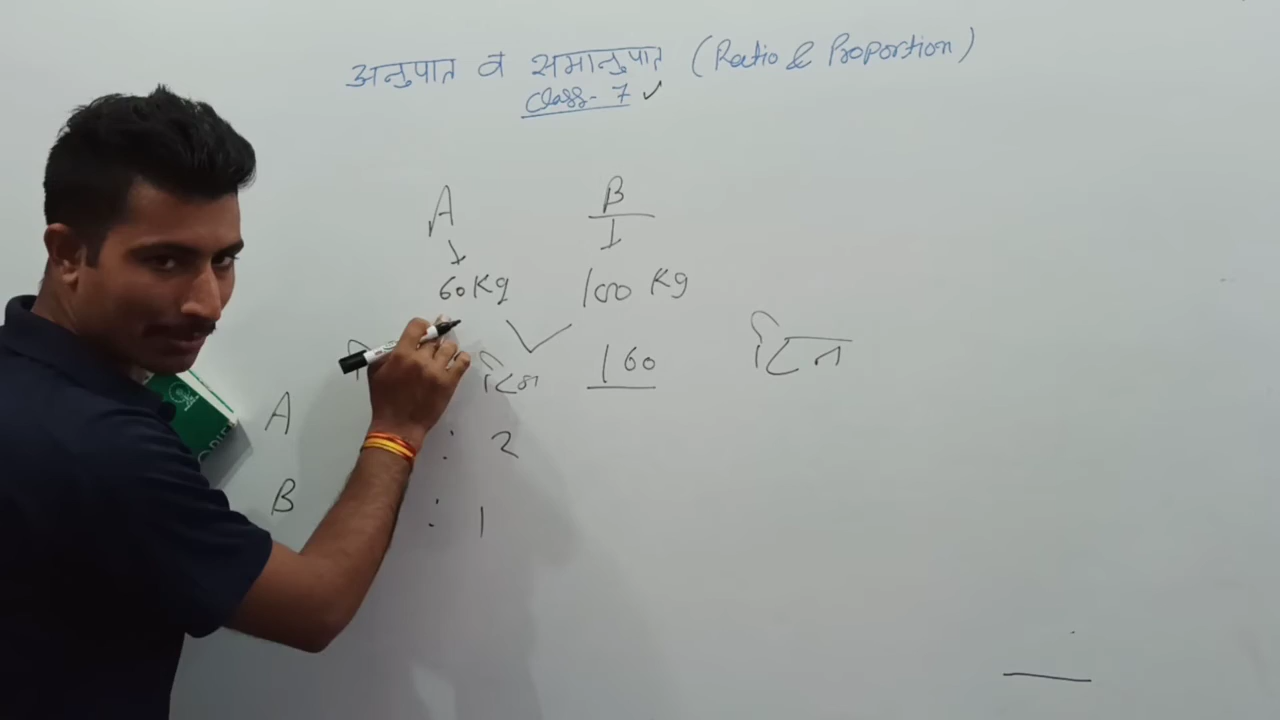 अनुपात व समानुपात (Ratio & Proportion)
Class-7 ✓
A B
60 Kg 100 Kg
टिन 160 टिन
A : 2
B : 1